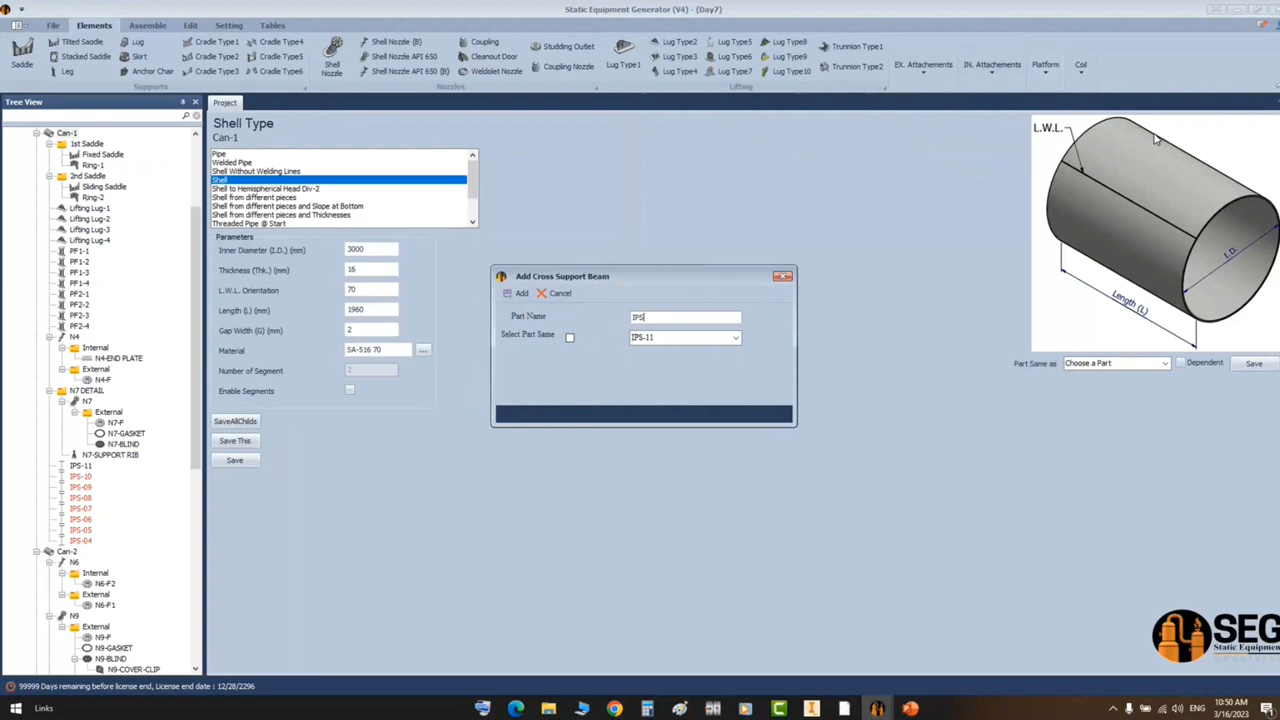 Static Equipment Generator (V4) - (Day7)
File Elements Assemble Edit Setting Tables
Saddle
Tilted Saddle
Stacked Saddle
Leg
Lug
Skirt
Anchor Chair
Cradle Type1
Cradle Type2
Cradle Type3
Cradle Type4
Cradle Type5
Cradle Type6
Supports
Shell Nozzle
Shell Nozzle (B)
Shell Nozzle API 650
Shell Nozzle API 650 (B)
Coupling
Cleanout Door
Weldolet Nozzle
Studding Outlet
Coupling Nozzle
Nozzles
Lug Type1
Lug Type2
Lug Type3
Lug Type4
Lug Type5
Lug Type6
Lug Type7
Lug Type8
Lug Type9
Lug Type10
Trunnion Type1
Trunnion Type2
Lifting
EX. Attachements
IN. Attachements
Platform
Coil
Tree View
Can-1
1st Saddle
Fixed Saddle
Ring-1
2nd Saddle
Sliding Saddle
Ring-2
Lifting Lug-1
Lifting Lug-2
Lifting Lug-3
Lifting Lug-4
PF1-1
PF1-2
PF1-3
PF1-4
PF2-1
PF2-2
PF2-3
PF2-4
N4
Internal
N4-END PLATE
External
N4-F
N7 DETAIL
N7
External
N7-F
N7-GASKET
N7-BLIND
N7-SUPPORT RIB
IPS-11
IPS-10
IPS-09
IPS-08
IPS-07
IPS-06
IPS-05
IPS-04
Can-2
N6
Internal
N6-F2
External
N6-F1
N9
External
N9-F
N9-GASKET
N9-BLIND
N9-COVER-CLIP
Project
Shell Type
Can-1
Pipe
Welded Pipe
Shell Without Welding Lines
Shell
Shell to Hemispherical Head Div-2
Shell from different pieces
Shell from different pieces and Slope at Bottom
Shell from different pieces and Thicknesses
Threaded Pipe @ Start
Parameters
Inner Diameter (I.D.) (mm) 3000
Thickness (Thk.) (mm) 16
L.W.L. Orientation 70
Length (L) (mm) 1960
Gap Width (G) (mm) 2
Material SA-516 70 ...
Number of Segment 2
Enable Segments
SaveAllChilds
Save This
Save
Add Cross Support Beam
Add Cancel
Part Name IPS
Select Part Same IPS-11
L.W.L.
I.D.
Length (L)
Part Same as Choose a Part Dependent Save
SEG
Static Equipme
99999 Days remaining before license end, License end date : 12/28/2296
Links
10:50 AM
3/16/2023